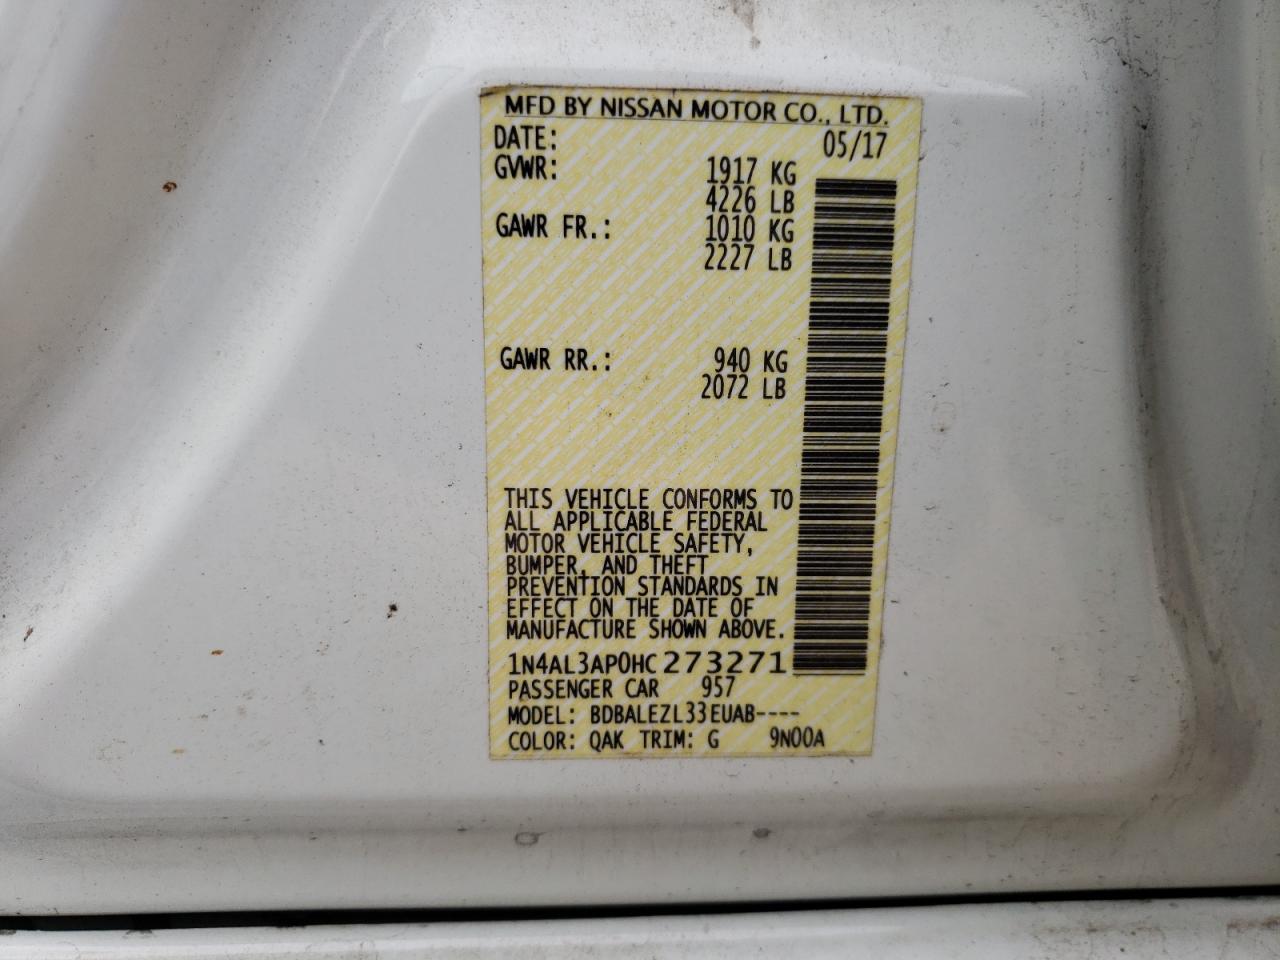 MFD BY NISSAN MOTOR CO., LTD.
DATE: 05/17
GVWR: 1917 KG
4226 LB
GAWR FR.: 1010 KG
2227 LB
GAWR RR.: 940 KG
2072 LB
THIS VEHICLE CONFORMS TO
ALL APPLICABLE FEDERAL
MOTOR VEHICLE SAFETY,
BUMPER, AND THEFT
PREVENTION STANDARDS IN
EFFECT ON THE DATE OF
MANUFACTURE SHOWN ABOVE.
1N4AL3AP0HC273271
PASSENGER CAR 957
MODEL: BDBALEZL33EUAB----
COLOR: QAK TRIM: G 9N00A